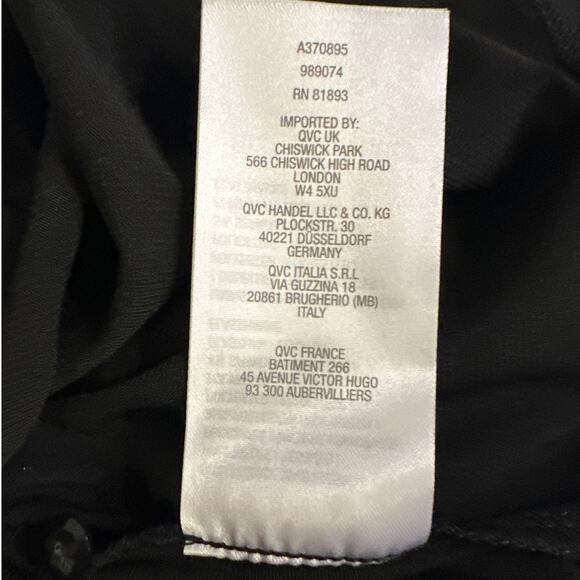 A370895
989074
RN 81893
IMPORTED BY:
QVC UK
CHISWICK PARK
566 CHISWICK HIGH ROAD
LONDON
W4 5XU
QVC HANDEL LLC & CO. KG
PLOCKSTR. 30
40221 DÜSSELDORF
GERMANY
QVC ITALIA S.R.L
VIA GUZZINA 18
20861 BRUGHERIO (MB)
ITALY
QVC FRANCE
BATIMENT 266
45 AVENUE VICTOR HUGO
93 300 AUBERVILLIERS